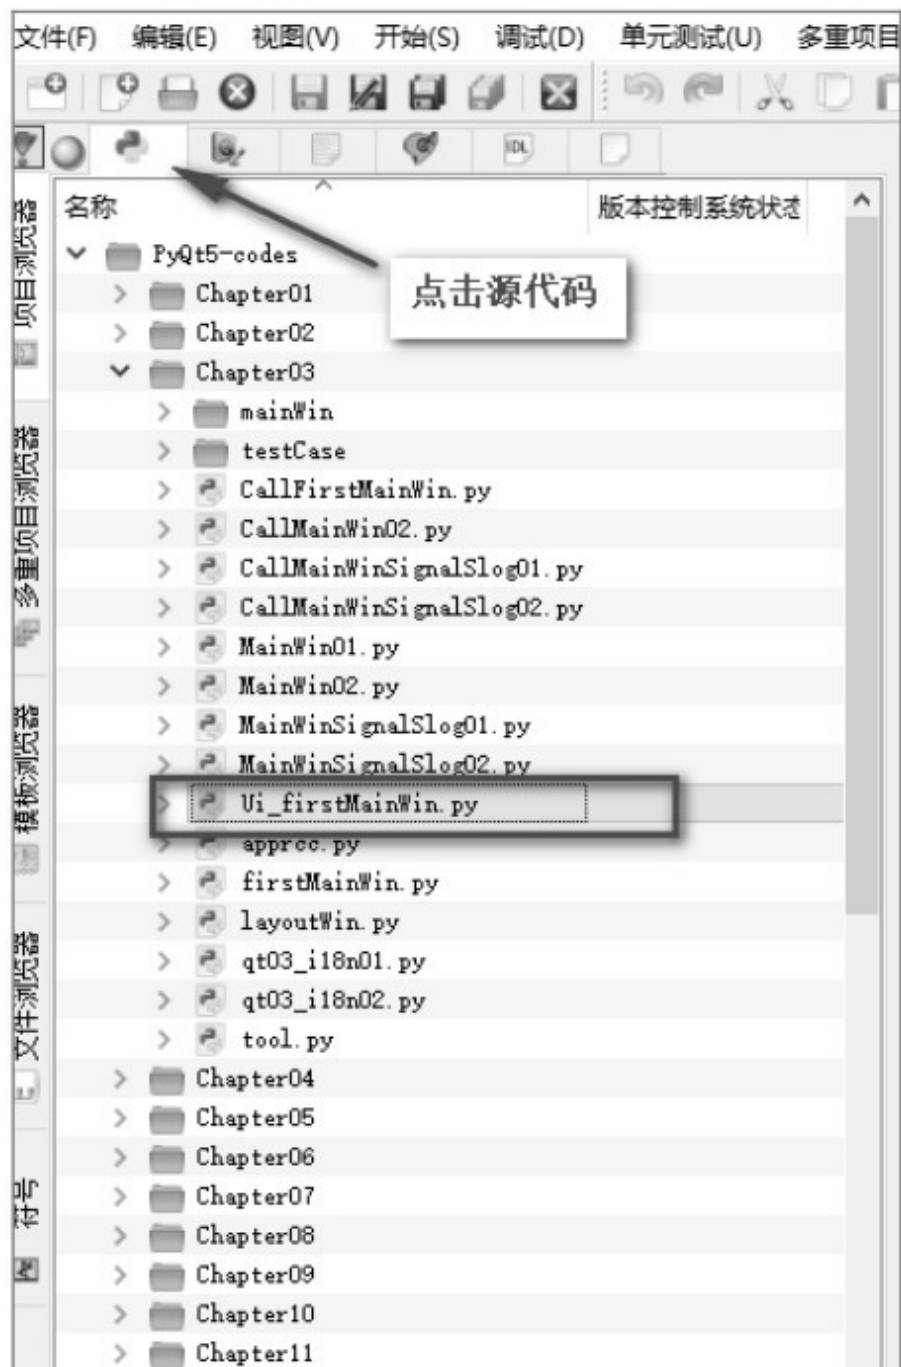 文件(F) 编辑(E) 视图(V) 开始(S) 调试(D) 单元测试(U) 多重项目
IDL
名称 版本控制系统状态
PyQt5-codes
点击源代码
Chapter01
Chapter02
Chapter03
mainWin
testCase
CallFirstMainWin.py
CallMainWin02.py
CallMainWinSignalSlog01.py
CallMainWinSignalSlog02.py
MainWin01.py
MainWin02.py
MainWinSignalSlog01.py
MainWinSignalSlog02.py
Ui_firstMainWin.py
apprcc.py
firstMainWin.py
layoutWin.py
qt03_i18n01.py
qt03_i18n02.py
tool.py
Chapter04
Chapter05
Chapter06
Chapter07
Chapter08
Chapter09
Chapter10
Chapter11
项目浏览器
多重项目浏览器
模板浏览器
文件浏览器
符号